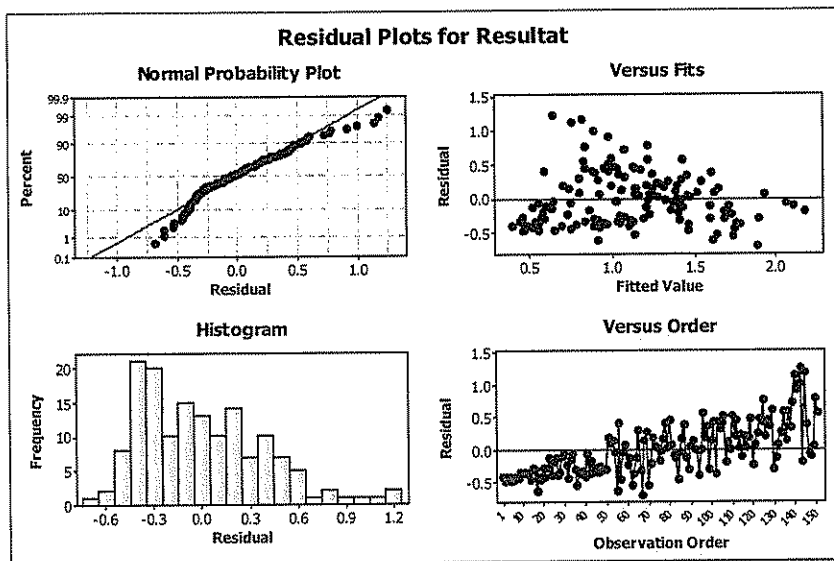 Residual Plots for Resultat
Normal Probability Plot
99.9
99
90
50
10
1
0.1
Percent
-1.0 -0.5 0.0 0.5 1.0
Residual
Versus Fits
1.5
1.0
0.5
0.0
-0.5
Residual
0.5 1.0 1.5 2.0
Fitted Value
Histogram
20
15
10
5
0
Frequency
-0.6 -0.3 0.0 0.3 0.6 0.9 1.2
Residual
Versus Order
1.5
1.0
0.5
0.0
-0.5
Residual
1 10 20 30 40 50 60 70 80 90 100 110 120 130 140 150
Observation Order